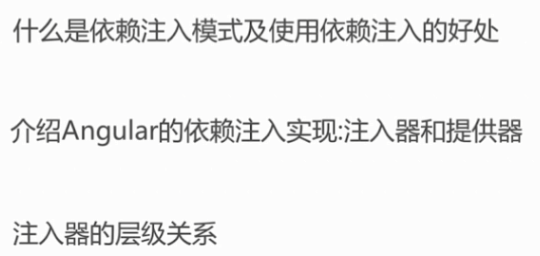 什么是依赖注入模式及使用依赖注入的好处
介绍Angular的依赖注入实现:注入器和提供器
注入器的层级关系